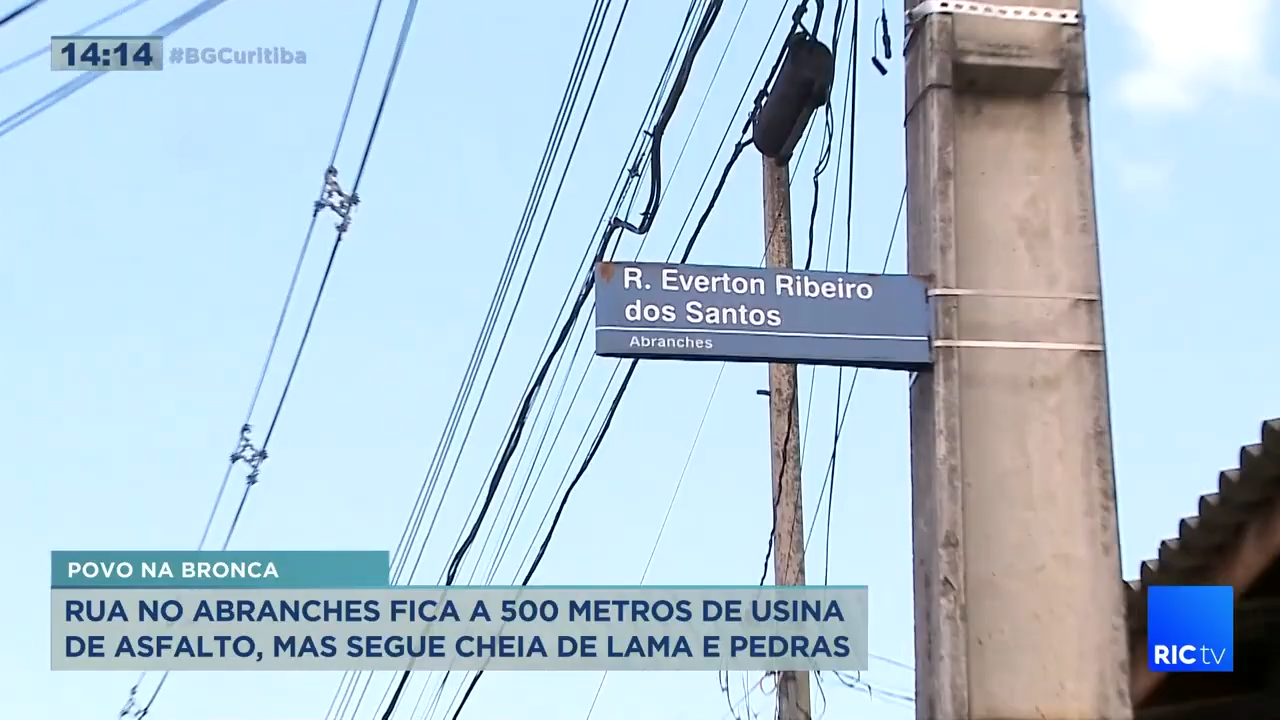 14:14 #BGCuritiba
R. Everton Ribeiro
dos Santos
Abranches
POVO NA BRONCA
RUA NO ABRANCHES FICA A 500 METROS DE USINA
DE ASFALTO, MAS SEGUE CHEIA DE LAMA E PEDRAS
RIC tv